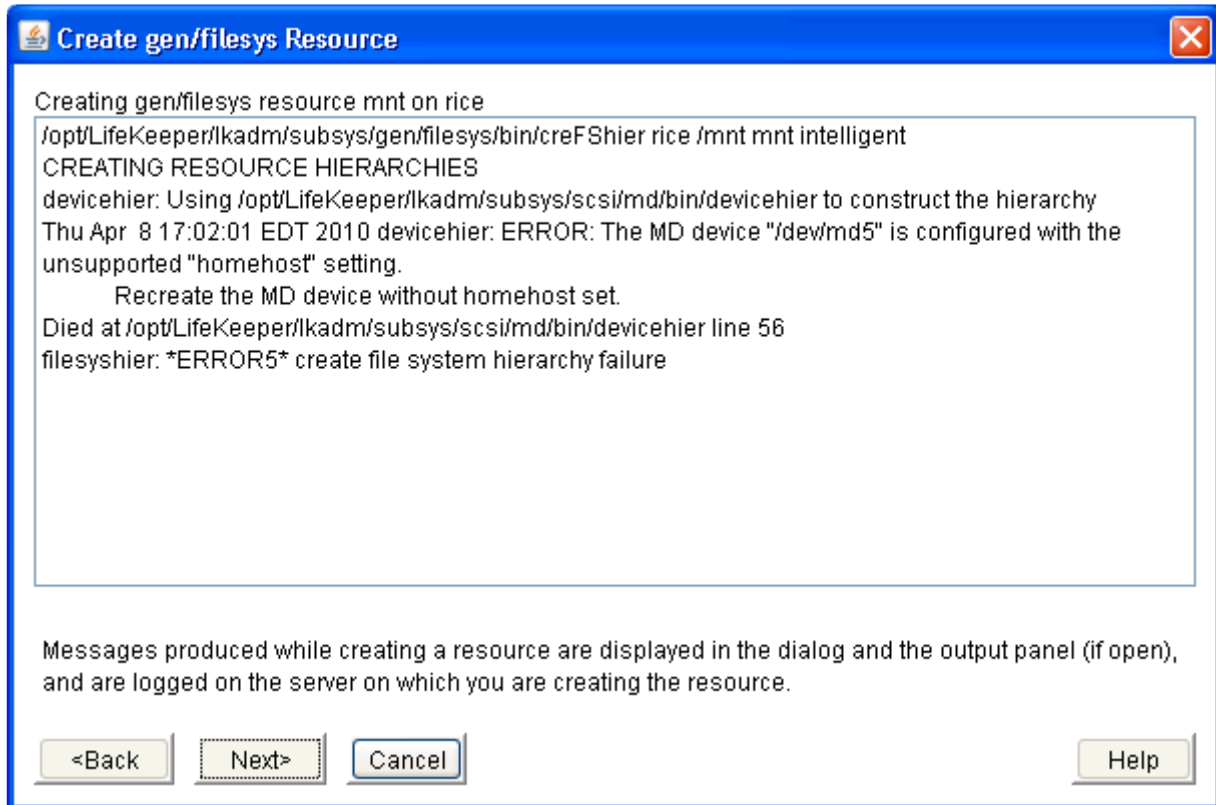 Create gen/filesys Resource
Creating gen/filesys resource mnt on rice
/opt/LifeKeeper/lkadm/subsys/gen/filesys/bin/creFShier rice /mnt mnt intelligent
CREATING RESOURCE HIERARCHIES
devicehier: Using /opt/LifeKeeper/lkadm/subsys/scsi/md/bin/devicehier to construct the hierarchy
Thu Apr  8 17:02:01 EDT 2010 devicehier: ERROR: The MD device "/dev/md5" is configured with the
unsupported "homehost" setting.
Recreate the MD device without homehost set.
Died at /opt/LifeKeeper/lkadm/subsys/scsi/md/bin/devicehier line 56
filesyshier: *ERROR5* create file system hierarchy failure
Messages produced while creating a resource are displayed in the dialog and the output panel (if open),
and are logged on the server on which you are creating the resource.
<Back Next> Cancel Help